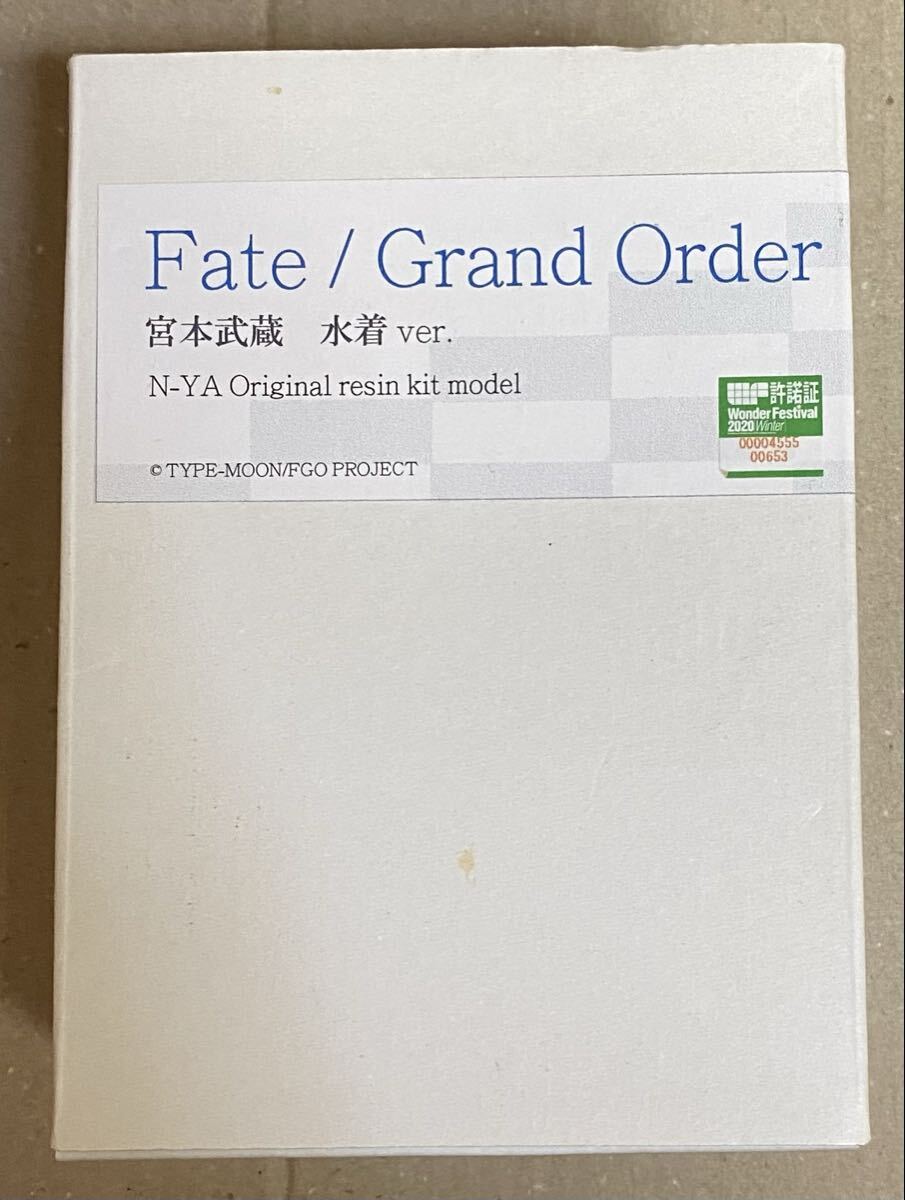 Fate / Grand Order
宮本武蔵　水着 ver.
N-YA Original resin kit model
© TYPE-MOON/FGO PROJECT
WF 許諾証
Wonder Festival
2020 Winter
00004555
00653